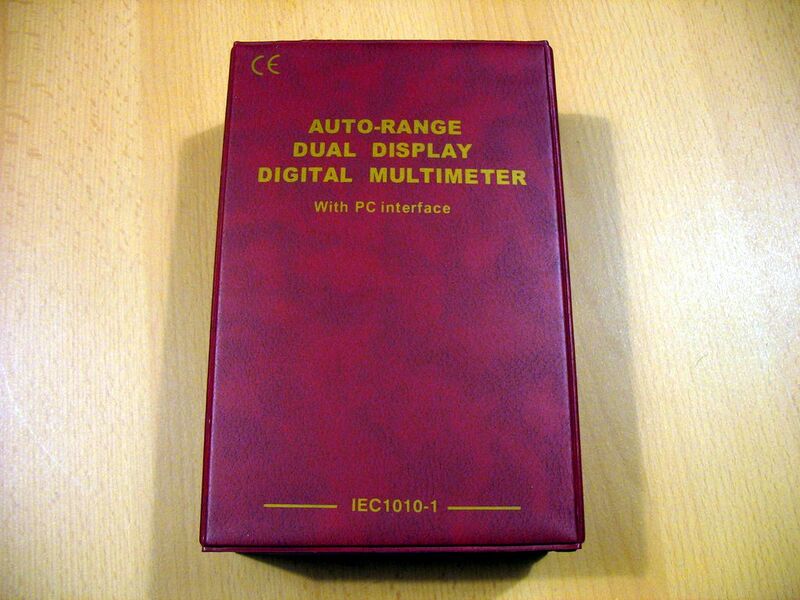 CE
AUTO-RANGE
DUAL DISPLAY
DIGITAL MULTIMETER
With PC interface
IEC1010-1